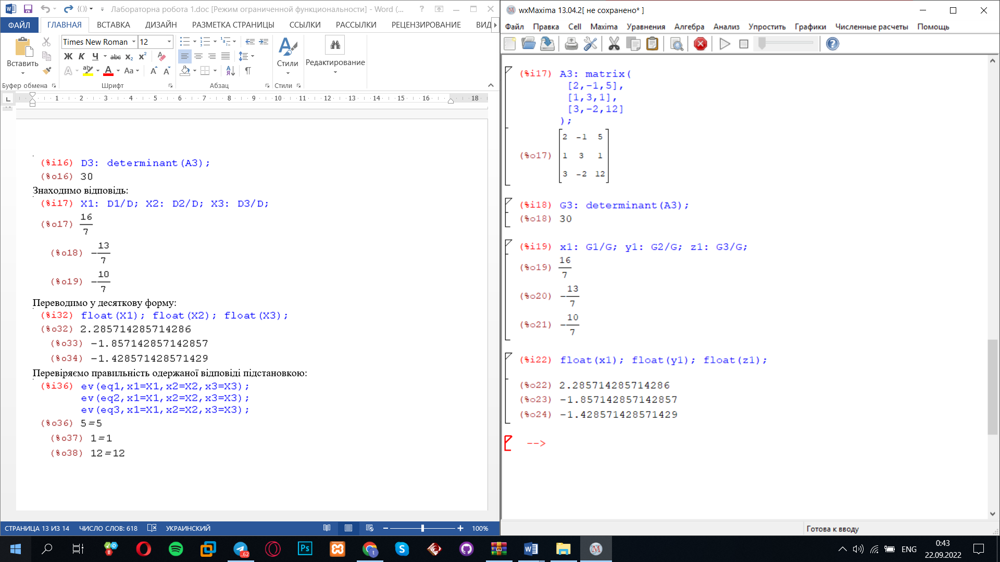 Лабораторна робота 1.doc [Режим ограниченной функциональности] - Word (...
ФАЙЛ ГЛАВНАЯ ВСТАВКА ДИЗАЙН РАЗМЕТКА СТРАНИЦЫ ССЫЛКИ РАССЫЛКИ РЕЦЕНЗИРОВАНИЕ ВИД
Times New Roman 12
Вставить
Ж К Ч abc x₂ x²
Aa
Стили
Редактирование
Буфер обмена Шрифт Абзац Стили
1 2 3 4 5 6 7 8 9 10 11 12 13 14 15 16 18
(%i16) D3: determinant(A3);
(%o16) 30
Знаходимо відповідь:
(%i17) X1: D1/D; X2: D2/D; X3: D3/D;
(%o17) 16/7
(%o18) -13/7
(%o19) -10/7
Переводимо у десяткову форму:
(%i32) float(X1); float(X2); float(X3);
(%o32) 2.285714285714286
(%o33) -1.857142857142857
(%o34) -1.428571428571429
Перевіряємо правильність одержаної відповіді підстановкою:
(%i36) ev(eq1,x1=X1,x2=X2,x3=X3);
ev(eq2,x1=X1,x2=X2,x3=X3);
ev(eq3,x1=X1,x2=X2,x3=X3);
(%o36) 5=5
(%o37) 1=1
(%o38) 12=12
СТРАНИЦА 13 ИЗ 14 ЧИСЛО СЛОВ: 618 УКРАИНСКИЙ 100%
wxMaxima 13.04.2[ не сохранено* ]
Файл Правка Cell Maxima Уравнения Алгебра Анализ Упростить Графики Численные расчеты Помощь
(%i17) A3: matrix(
[2,-1,5],
[1,3,1],
[3,-2,12]
);
2 -1 5
(%o17) 1 3 1
3 -2 12
(%i18) G3: determinant(A3);
(%o18) 30
(%i19) x1: G1/G; y1: G2/G; z1: G3/G;
(%o19) 16/7
(%o20) -13/7
(%o21) -10/7
(%i22) float(x1); float(y1); float(z1);
(%o22) 2.285714285714286
(%o23) -1.857142857142857
(%o24) -1.428571428571429
-->
Готова к вводу
62
Ps
ENG
0:43
22.09.2022